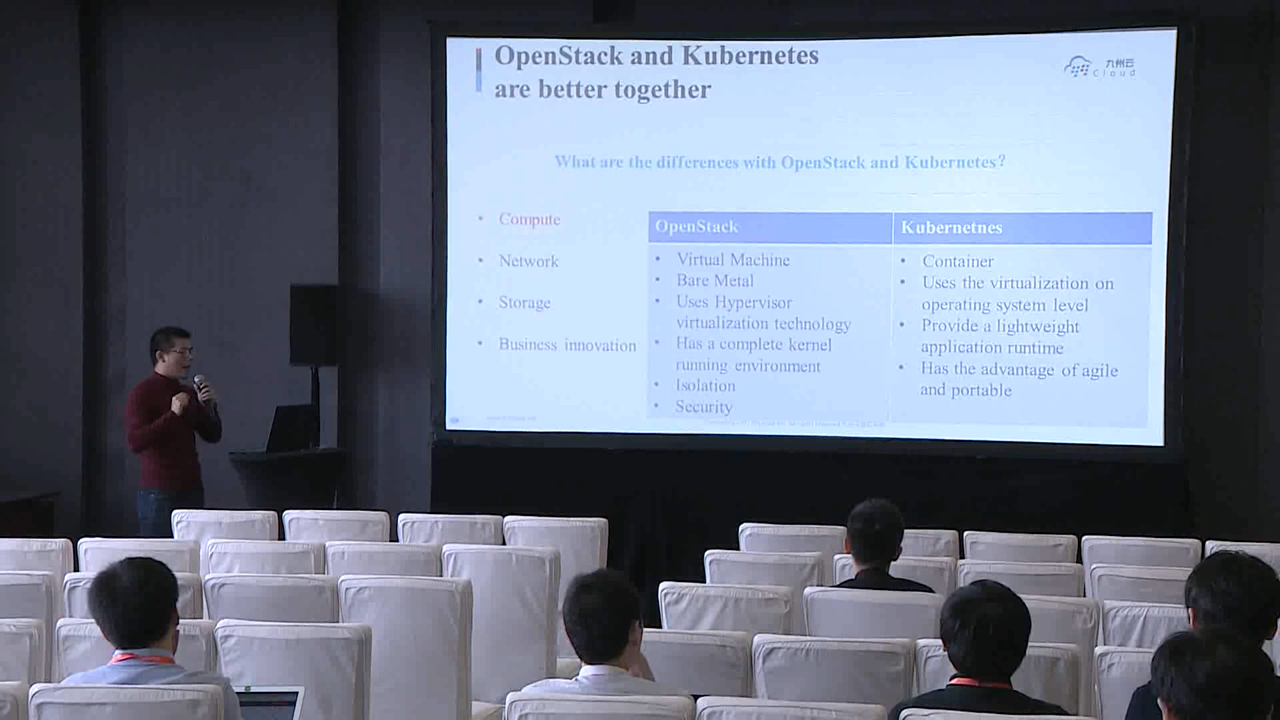 OpenStack and Kubernetes
are better together
九州云
Cloud
What are the differences with OpenStack and Kubernetes?
• Compute
• Network
• Storage
• Business innovation
OpenStack
• Virtual Machine
• Bare Metal
• Uses Hypervisor
virtualization technology
• Has a complete kernel
running environment
• Isolation
• Security
Kubernetnes
• Container
• Uses the virtualization on
operating system level
• Provide a lightweight
application runtime
• Has the advantage of agile
and portable